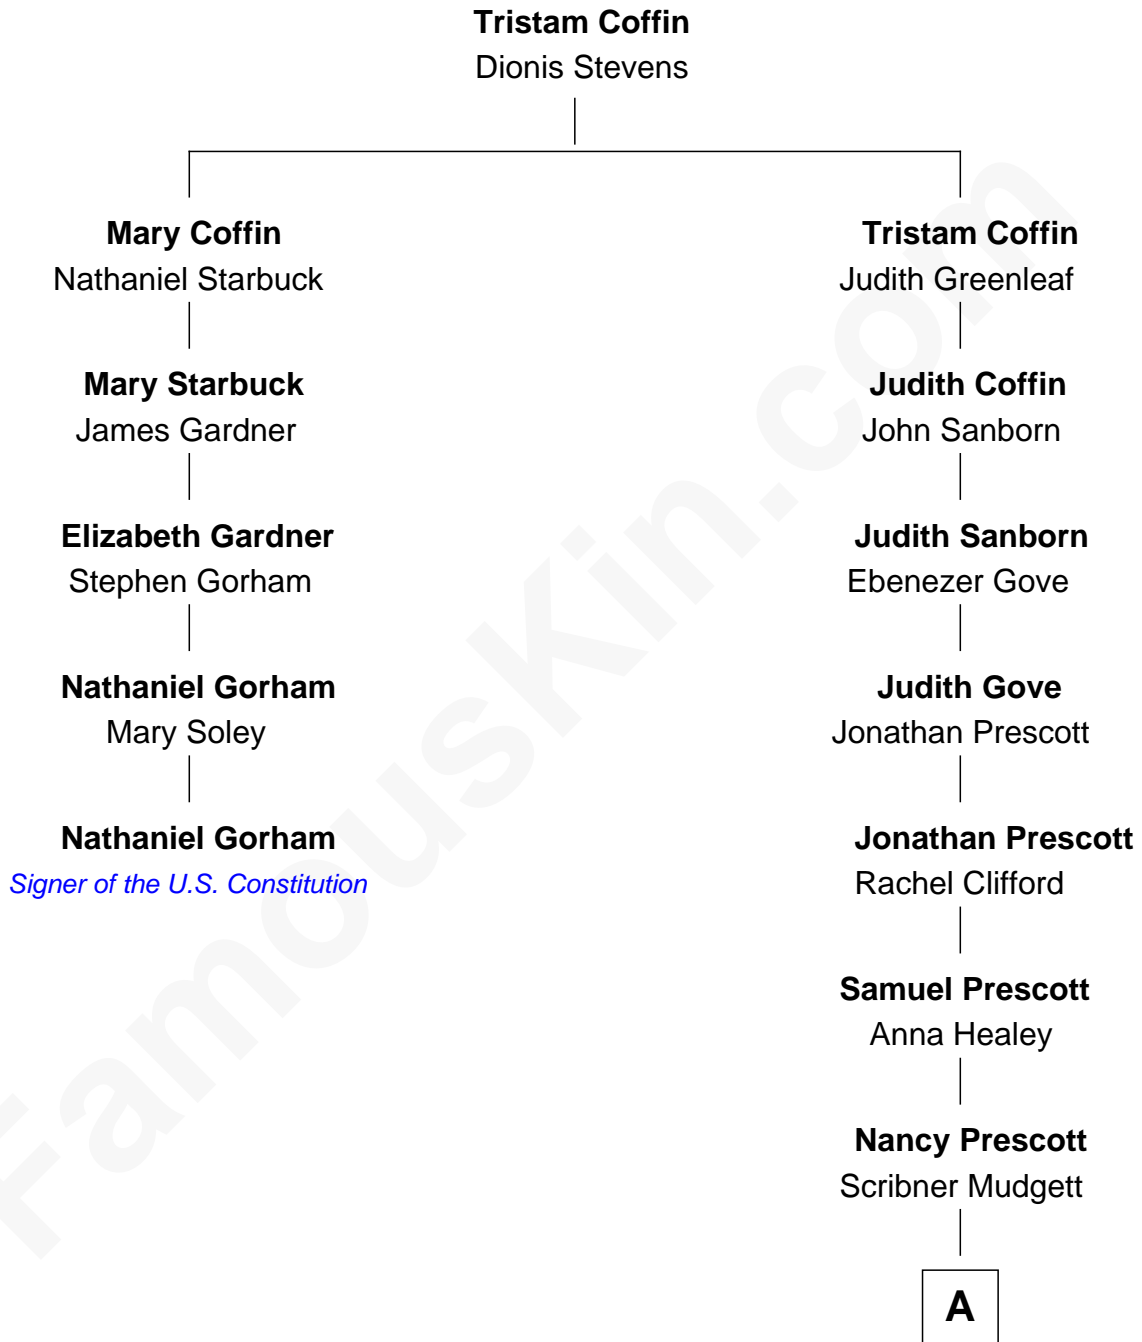 Tristam Coffin
Dionis Stevens
Mary Coffin
Nathaniel Starbuck
Tristam Coffin
Judith Greenleaf
Mary Starbuck
James Gardner
Judith Coffin
John Sanborn
Elizabeth Gardner
Stephen Gorham
Judith Sanborn
Ebenezer Gove
Nathaniel Gorham
Mary Soley
Judith Gove
Jonathan Prescott
Nathaniel Gorham
Signer of the U.S. Constitution
Jonathan Prescott
Rachel Clifford
Samuel Prescott
Anna Healey
Nancy Prescott
Scribner Mudgett
A
FamousKin.com